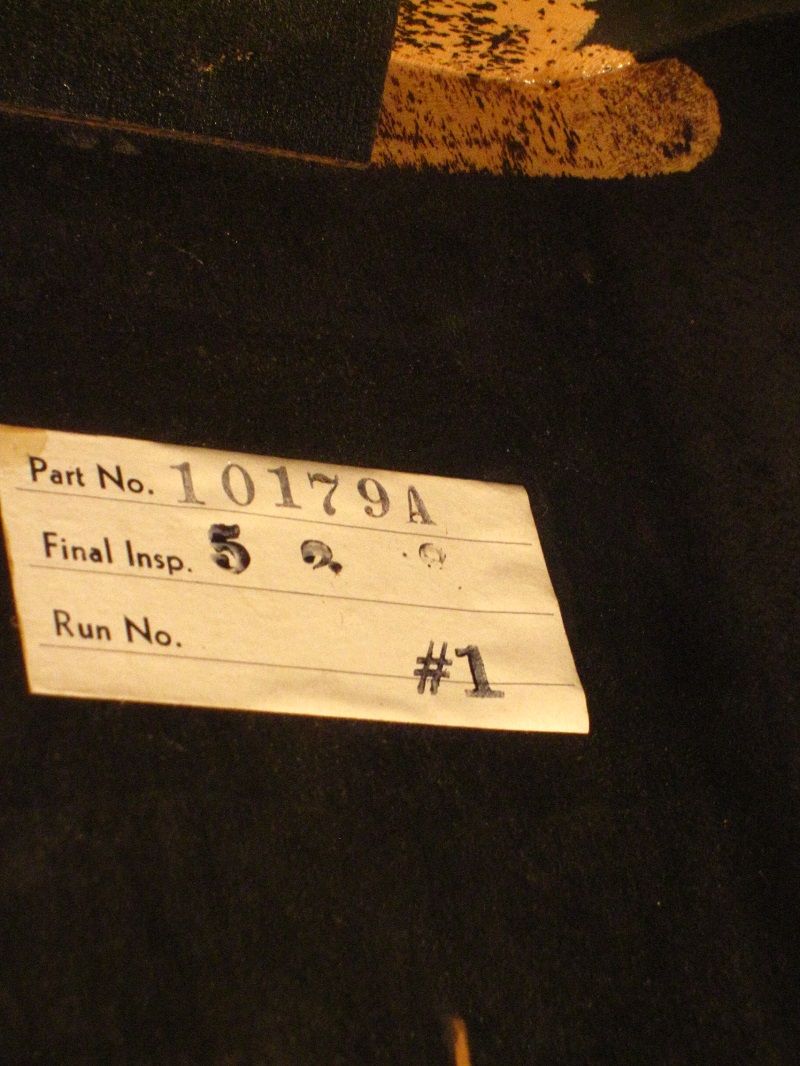 Part No. 10179A
Final Insp. 5
Run No.
#1